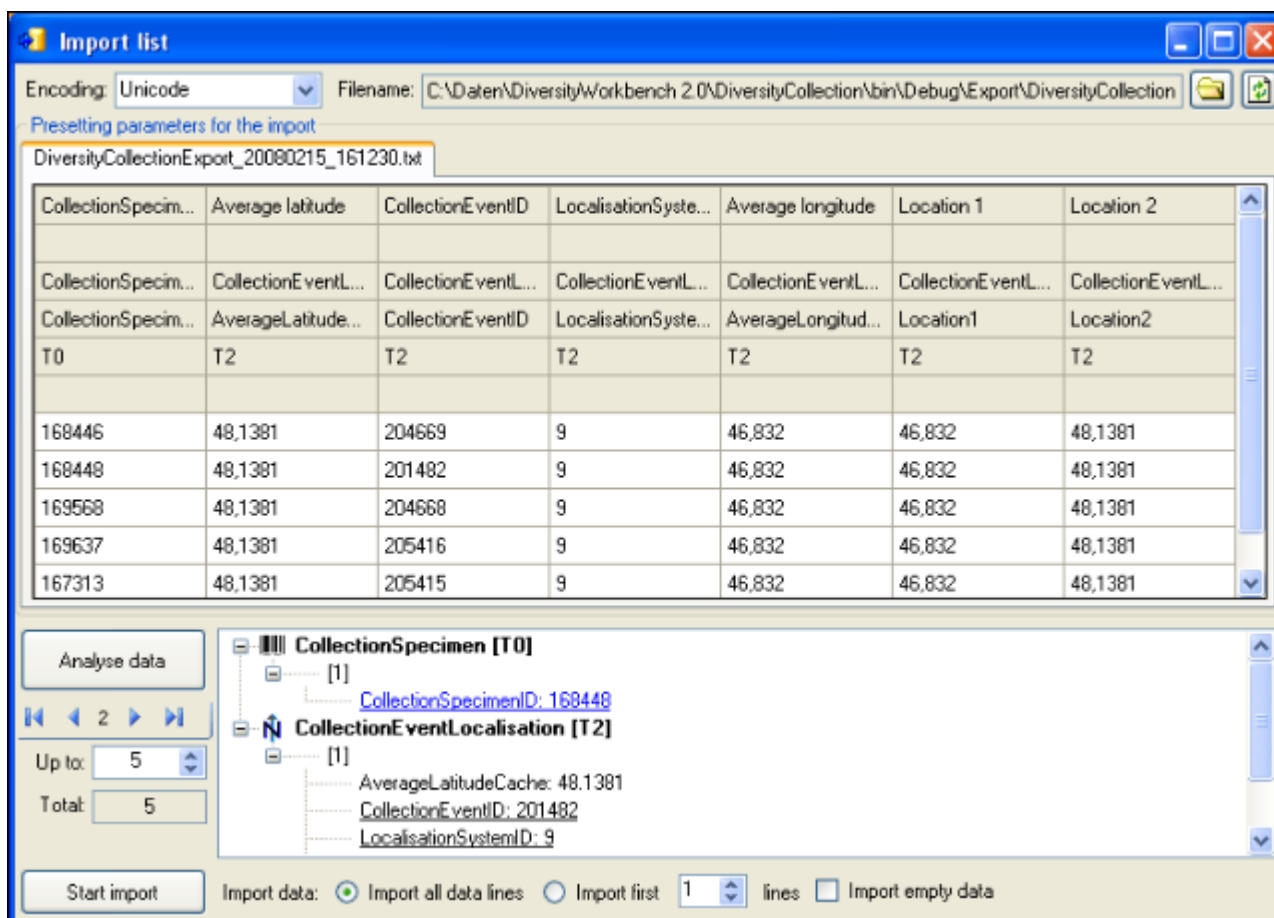 Import list
Encoding: Unicode Filename: C:\Daten\DiversityWorkbench 2.0\DiversityCollection\bin\Debug\Export\DiversityCollection
Presetting parameters for the import
DiversityCollectionExport_20080215_161230.txt
CollectionSpecim... Average latitude CollectionEventID LocalisationSyste... Average longitude Location 1 Location 2
CollectionSpecim... CollectionEventL... CollectionEventL... CollectionEventL... CollectionEventL... CollectionEventL... CollectionEventL...
CollectionSpecim... AverageLatitude... CollectionEventID LocalisationSyste... AverageLongitud... Location1 Location2
T0 T2 T2 T2 T2 T2 T2
168446 48,1381 204669 9 46,832 46,832 48,1381
168448 48,1381 201482 9 46,832 46,832 48,1381
169568 48,1381 204668 9 46,832 46,832 48,1381
169637 48,1381 205416 9 46,832 46,832 48,1381
167313 48,1381 205415 9 46,832 46,832 48,1381
Analyse data
2
Up to: 5
Total: 5
CollectionSpecimen [T0]
[1]
CollectionSpecimenID: 168448
CollectionEventLocalisation [T2]
[1]
AverageLatitudeCache: 48.1381
CollectionEventID: 201482
LocalisationSystemID: 9
Start import Import data: Import all data lines Import first 1 lines Import empty data